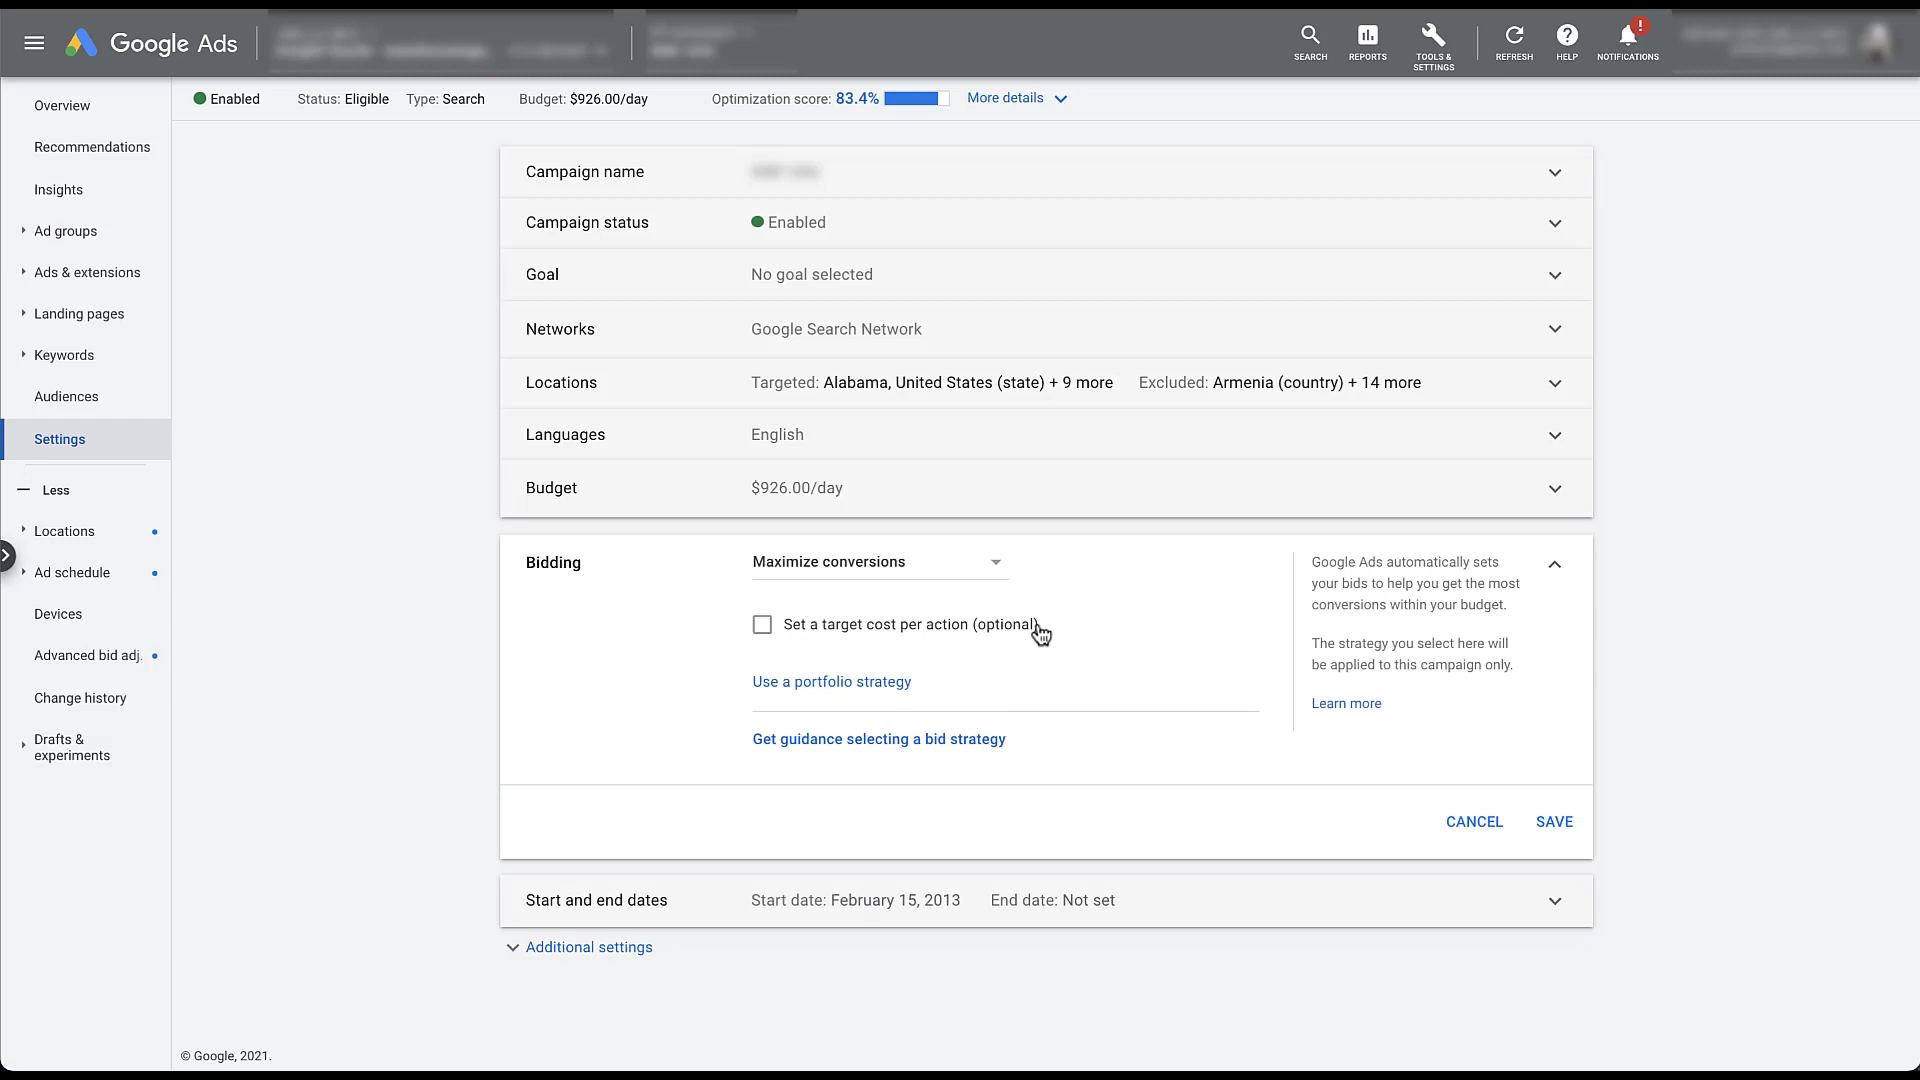 Google Ads
SEARCH
REPORTS
TOOLS &
SETTINGS
REFRESH
HELP
!
NOTIFICATIONS
Enabled
Status: Eligible
Type: Search
Budget: $926.00/day
Optimization score: 83.4%
More details
Overview
Recommendations
Insights
Ad groups
Ads & extensions
Landing pages
Keywords
Audiences
Settings
Less
Locations
Ad schedule
Devices
Advanced bid adj.
Change history
Drafts &
experiments
Campaign name
Campaign status Enabled
Goal No goal selected
Networks Google Search Network
Locations Targeted: Alabama, United States (state) + 9 more Excluded: Armenia (country) + 14 more
Languages English
Budget $926.00/day
Bidding Maximize conversions
Set a target cost per action (optional)
Use a portfolio strategy
Get guidance selecting a bid strategy
Google Ads automatically sets
your bids to help you get the most
conversions within your budget.
The strategy you select here will
be applied to this campaign only.
Learn more
CANCEL SAVE
Start and end dates Start date: February 15, 2013 End date: Not set
Additional settings
© Google, 2021.